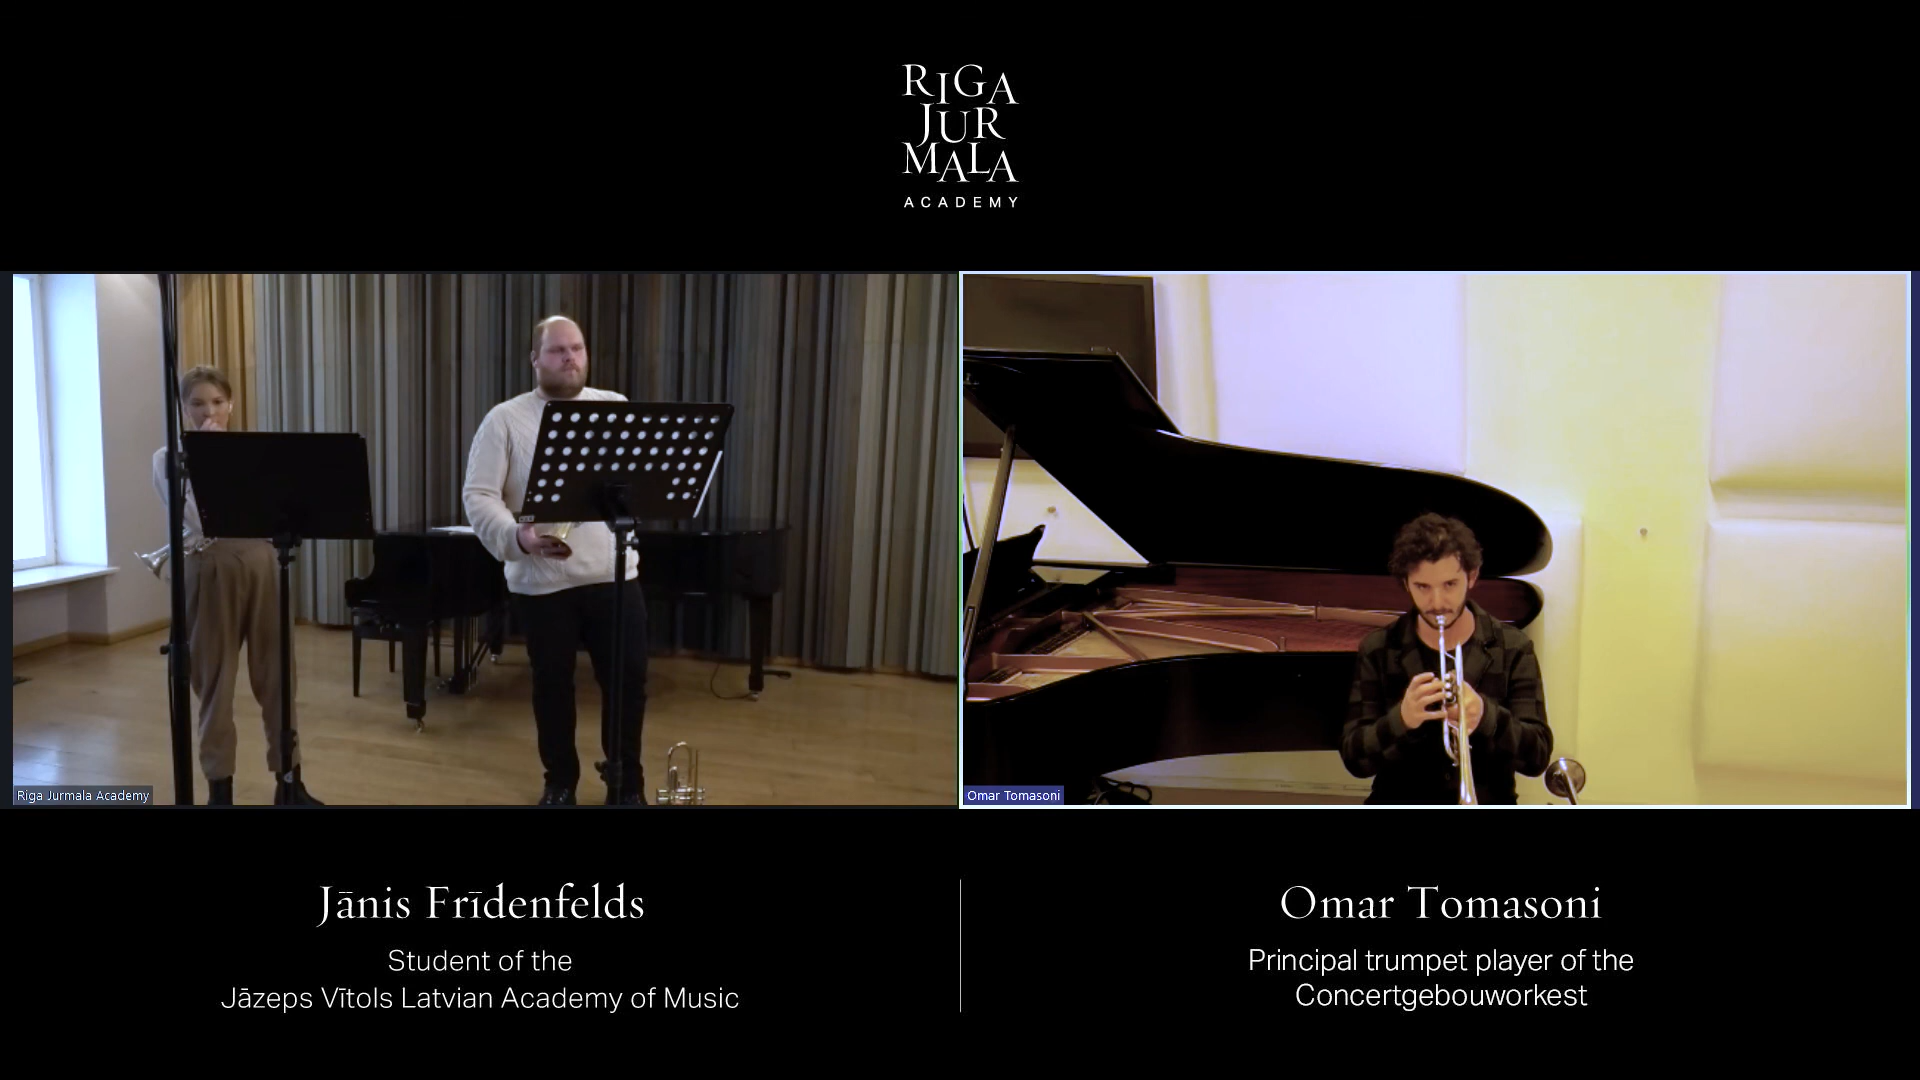 RIGA
JUR
MALA
ACADEMY
Riga Jurmala Academy
Omar Tomasoni
Jānis Frīdenfelds
Student of the
Jāzeps Vītols Latvian Academy of Music
Omar Tomasoni
Principal trumpet player of the
Concertgebouworkest